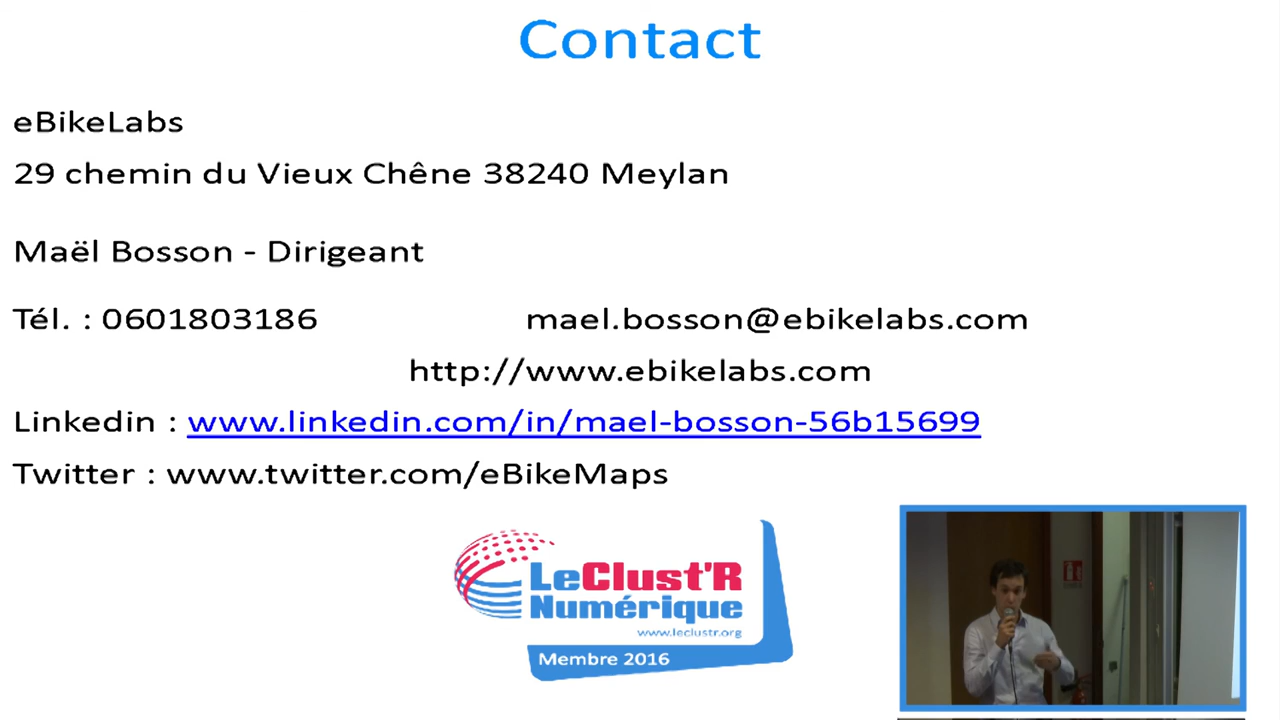 Contact
eBikeLabs
29 chemin du Vieux Chêne 38240 Meylan
Maël Bosson - Dirigeant
Tél. : 0601803186 mael.bosson@ebikelabs.com
http://www.ebikelabs.com
Linkedin : www.linkedin.com/in/mael-bosson-56b15699
Twitter : www.twitter.com/eBikeMaps
LeClust'R
Numérique
www.leclustr.org
Membre 2016